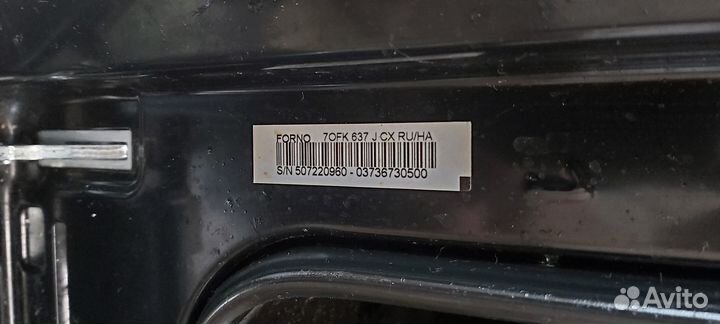 FORNO 7OFK 637 J CX RU/HA
S/N 507220960 - 03736730500
Avito